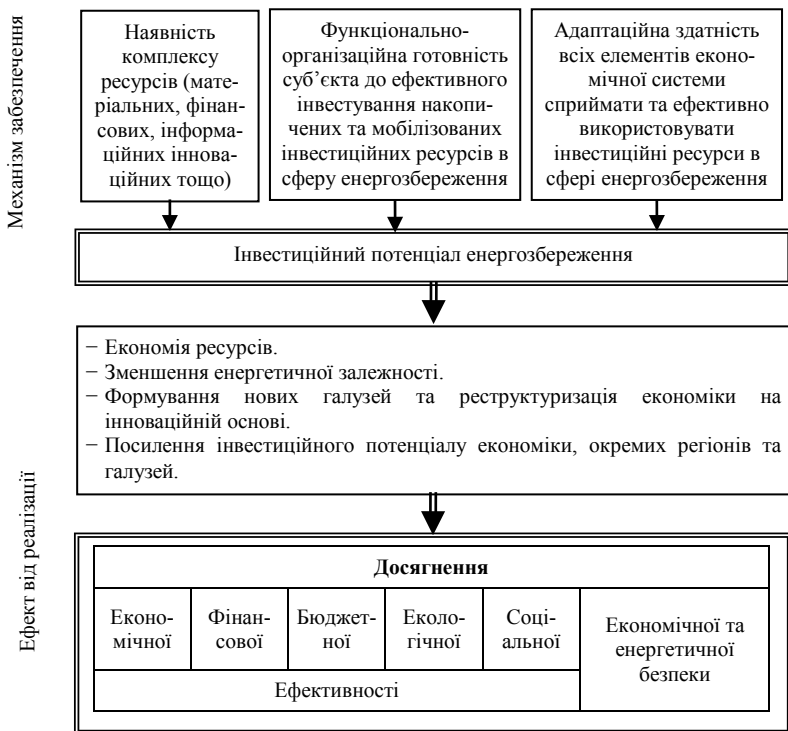 Механізм забезпечення
Наявність
комплексу
ресурсів (мате-
ріальних, фінан-
сових, інформа-
ційних іннова-
ційних тощо)
Функціонально-
організаційна готовність
суб’єкта до ефективного
інвестування накопи-
чених та мобілізованих
інвестиційних ресурсів в
сферу енергозбереження
Адаптаційна здатність
всіх елементів еконо-
мічної системи
сприймати та ефективно
використовувати
інвестиційні ресурси в
сфері енергозбереження
Інвестиційний потенціал енергозбереження
Ефект від реалізації
− Економія ресурсів.
− Зменшення енергетичної залежності.
− Формування нових галузей та реструктуризація економіки на
інноваційній основі.
− Посилення інвестиційного потенціалу економіки, окремих регіонів та
галузей.
Досягнення
Еконо-
мічної
Фінан-
сової
Бюджет-
ної
Еколо-
гічної
Соці-
альної
Ефективності
Економічної та
енергетичної
безпеки